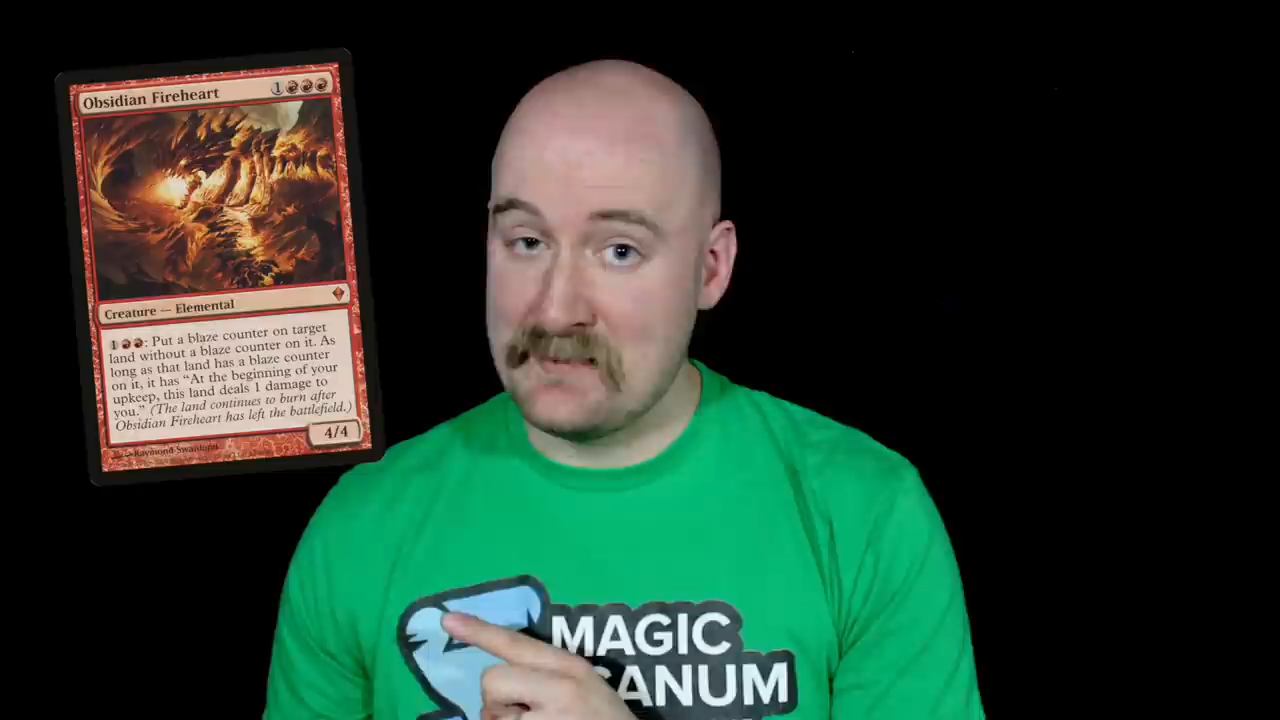 Obsidian Fireheart 1
Creature — Elemental
1: Put a blaze counter on target
land without a blaze counter on it. As
long as that land has a blaze counter
on it, it has “At the beginning of your
upkeep, this land deals 1 damage to
you.” (The land continues to burn after
Obsidian Fireheart has left the battlefield.)
4/4
Raymond Swanland
MAGIC
CANUM